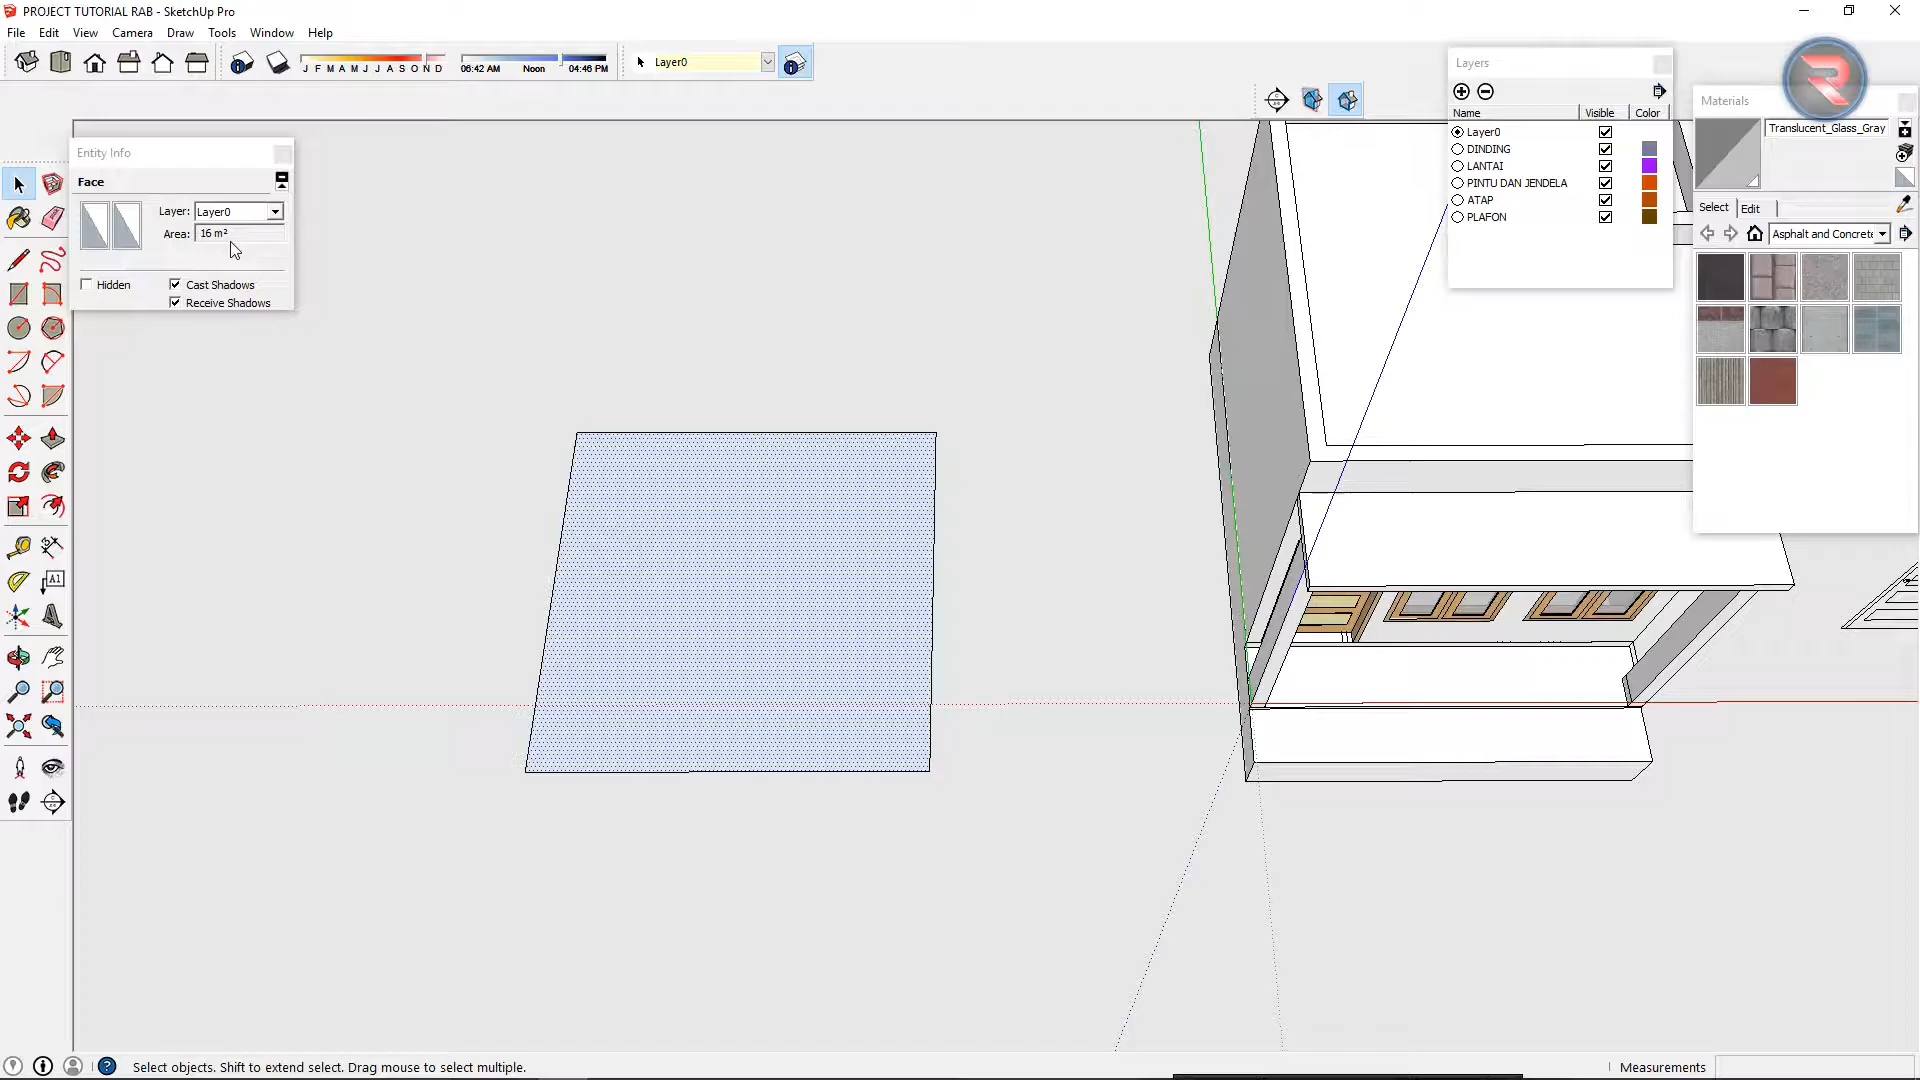 PROJECT TUTORIAL RAB - SketchUp Pro
File Edit View Camera Draw Tools Window Help
J F M A M J J A S O N D
06:42 AM Noon 04:46 PM
Layer0
Layers
Name Visible Color
Layer0
DINDING
LANTAI
PINTU DAN JENDELA
ATAP
PLAFON
R
Materials
Translucent_Glass_Gray
Select Edit
Asphalt and Concrete
Entity Info
Face
Layer: Layer0
Area: 16 m²
Hidden
Cast Shadows
Receive Shadows
A1
Select objects. Shift to extend select. Drag mouse to select multiple.
Measurements